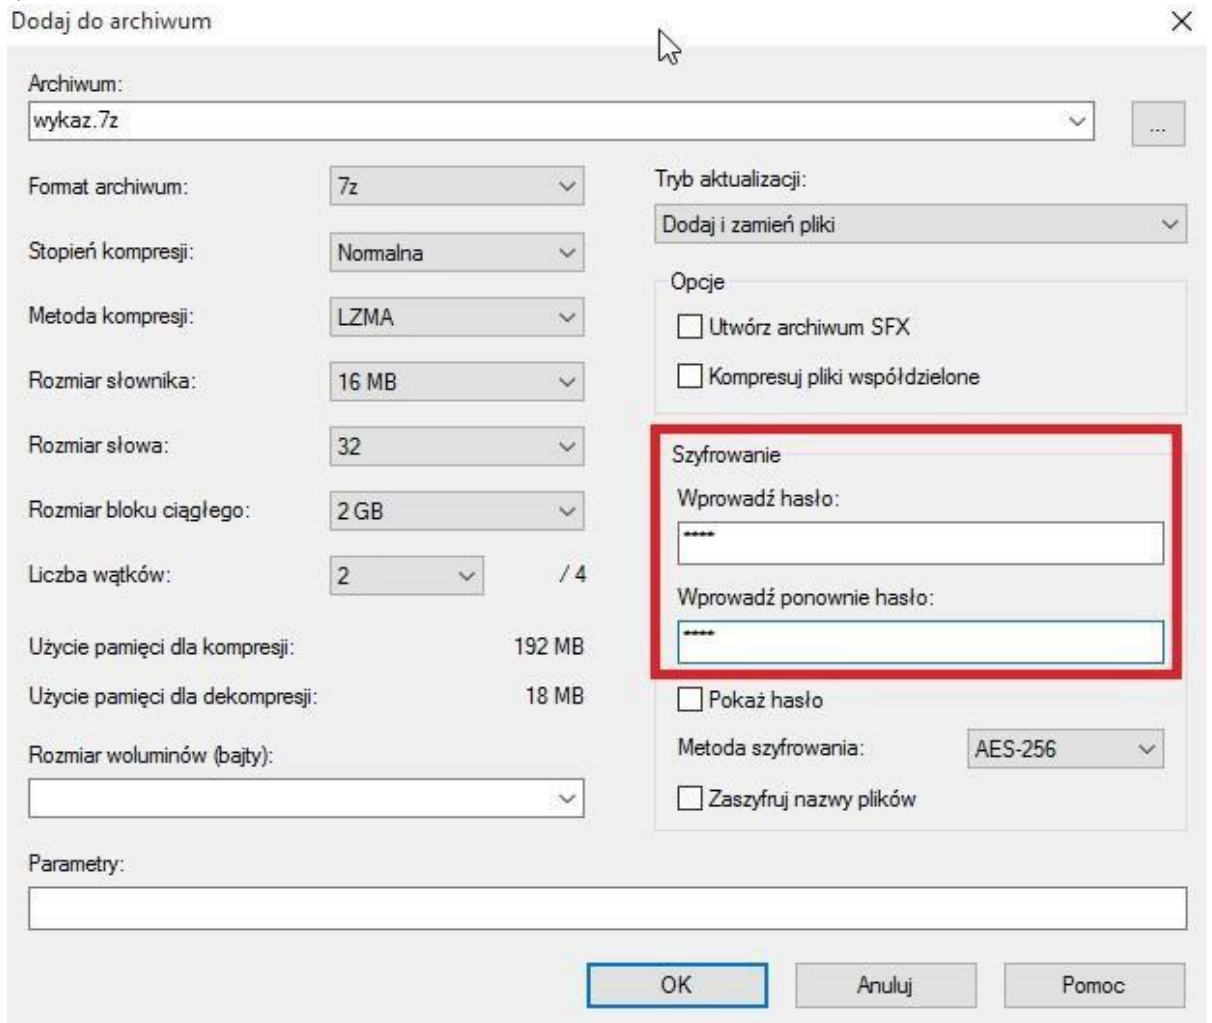 Dodaj do archiwum
Archiwum:
wykaz.7z
...
Format archiwum:
7z
Stopień kompresji:
Normalna
Metoda kompresji:
LZMA
Rozmiar słownika:
16 MB
Rozmiar słowa:
32
Rozmiar bloku ciągłego:
2 GB
Liczba wątków:
2
/ 4
Użycie pamięci dla kompresji:
192 MB
Użycie pamięci dla dekompresji:
18 MB
Rozmiar woluminów (bajty):
Tryb aktualizacji:
Dodaj i zamień pliki
Opcje
Utwórz archiwum SFX
Kompresuj pliki współdzielone
Szyfrowanie
Wprowadź hasło:
****
Wprowadź ponownie hasło:
****
Pokaż hasło
Metoda szyfrowania:
AES-256
Zaszyfruj nazwy plików
Parametry:
OK
Anuluj
Pomoc